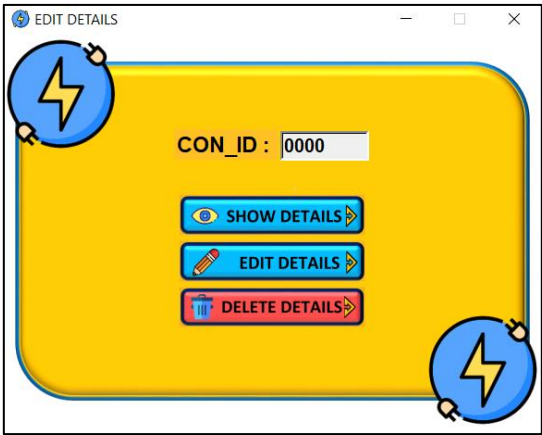 EDIT DETAILS
CON_ID : 0000
SHOW DETAILS
EDIT DETAILS
DELETE DETAILS